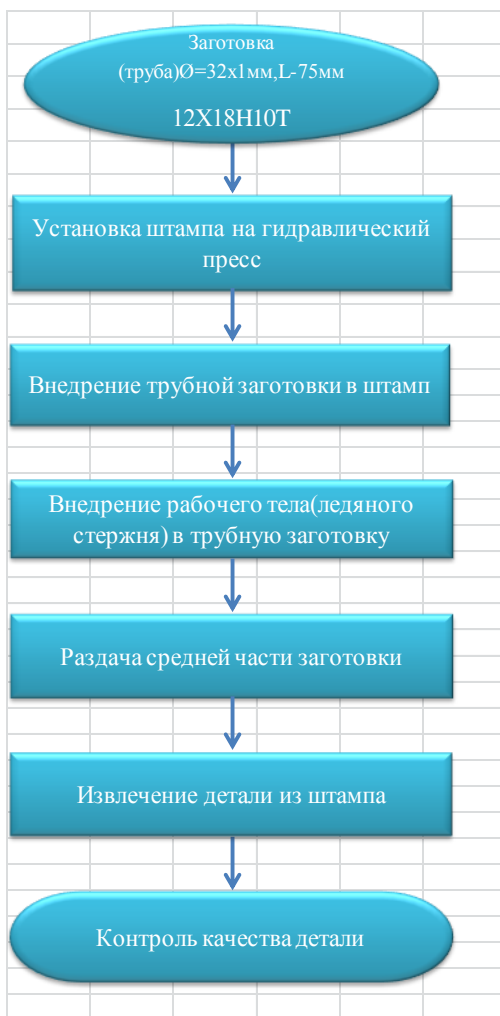 Заготовка
(труба)Ø=32х1мм,L-75мм
12Х18Н10Т
Установка штампа на гидравлический
пресс
Внедрение трубной заготовки в штамп
Внедрение рабочего тела(ледяного
стержня) в трубную заготовку
Раздача средней части заготовки
Извлечение детали из штампа
Контроль качества детали